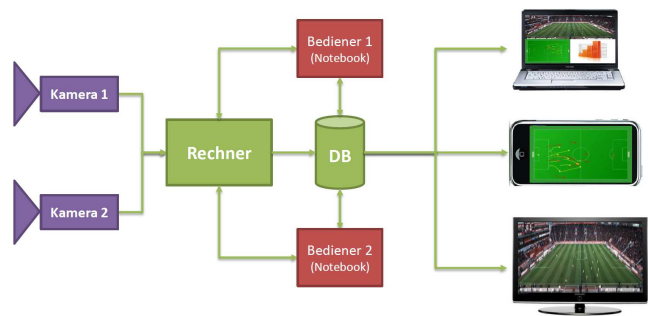 Kamera 1
Kamera 2
Rechner
Bediener 1
(Notebook)
DB
Bediener 2
(Notebook)